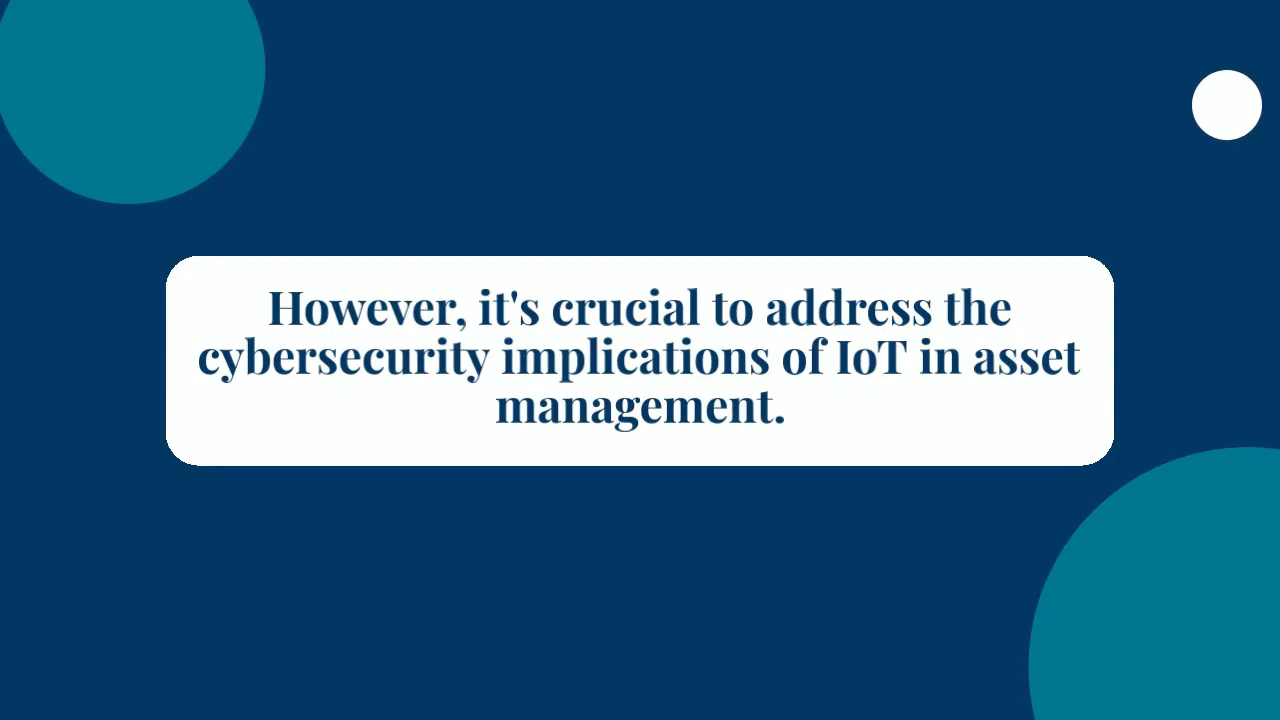 However, it's crucial to address the
cybersecurity implications of IoT in asset
management.